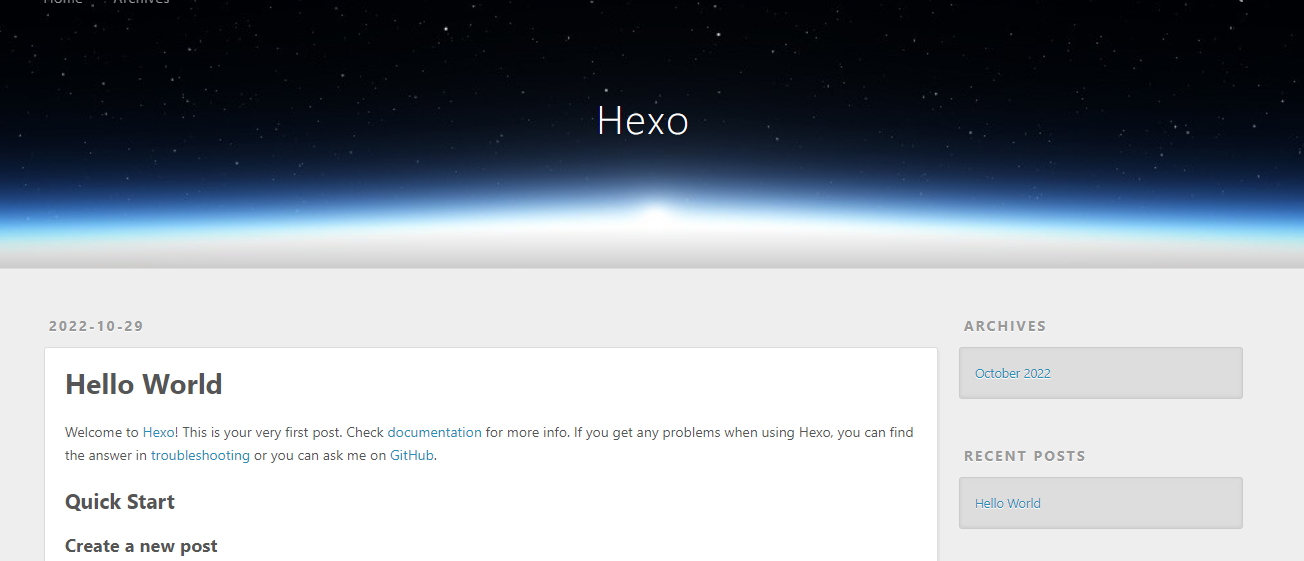 Home Archives
Hexo
2022-10-29
Hello World
Welcome to Hexo! This is your very first post. Check documentation for more info. If you get any problems when using Hexo, you can find
the answer in troubleshooting or you can ask me on GitHub.
Quick Start
Create a new post
ARCHIVES
October 2022
RECENT POSTS
Hello World